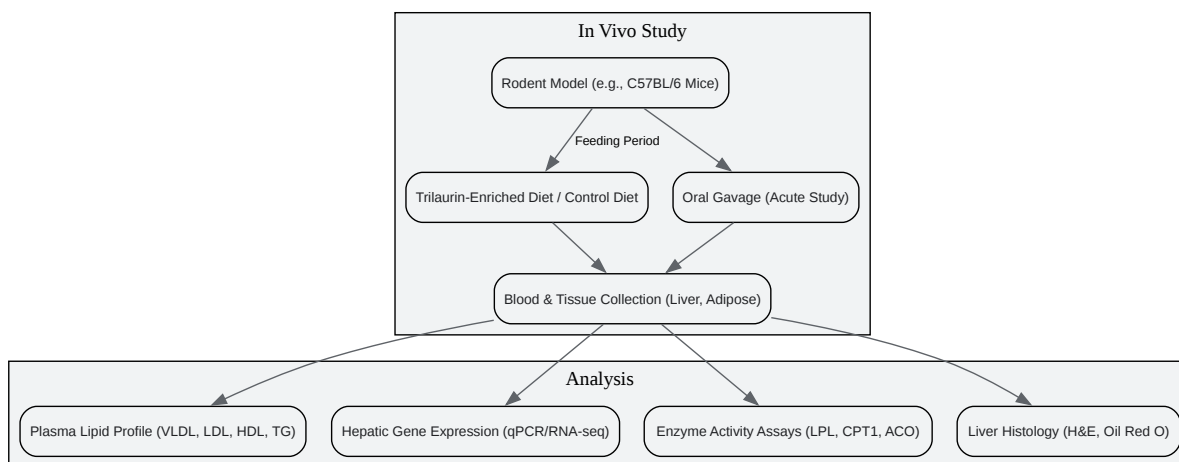 In Vivo Study
Rodent Model (e.g., C57BL/6 Mice)
Feeding Period
Trilaurin-Enriched Diet / Control Diet
Oral Gavage (Acute Study)
Blood & Tissue Collection (Liver, Adipose)
Analysis
Plasma Lipid Profile (VLDL, LDL, HDL, TG)
Hepatic Gene Expression (qPCR/RNA-seq)
Enzyme Activity Assays (LPL, CPT1, ACO)
Liver Histology (H&E, Oil Red O)